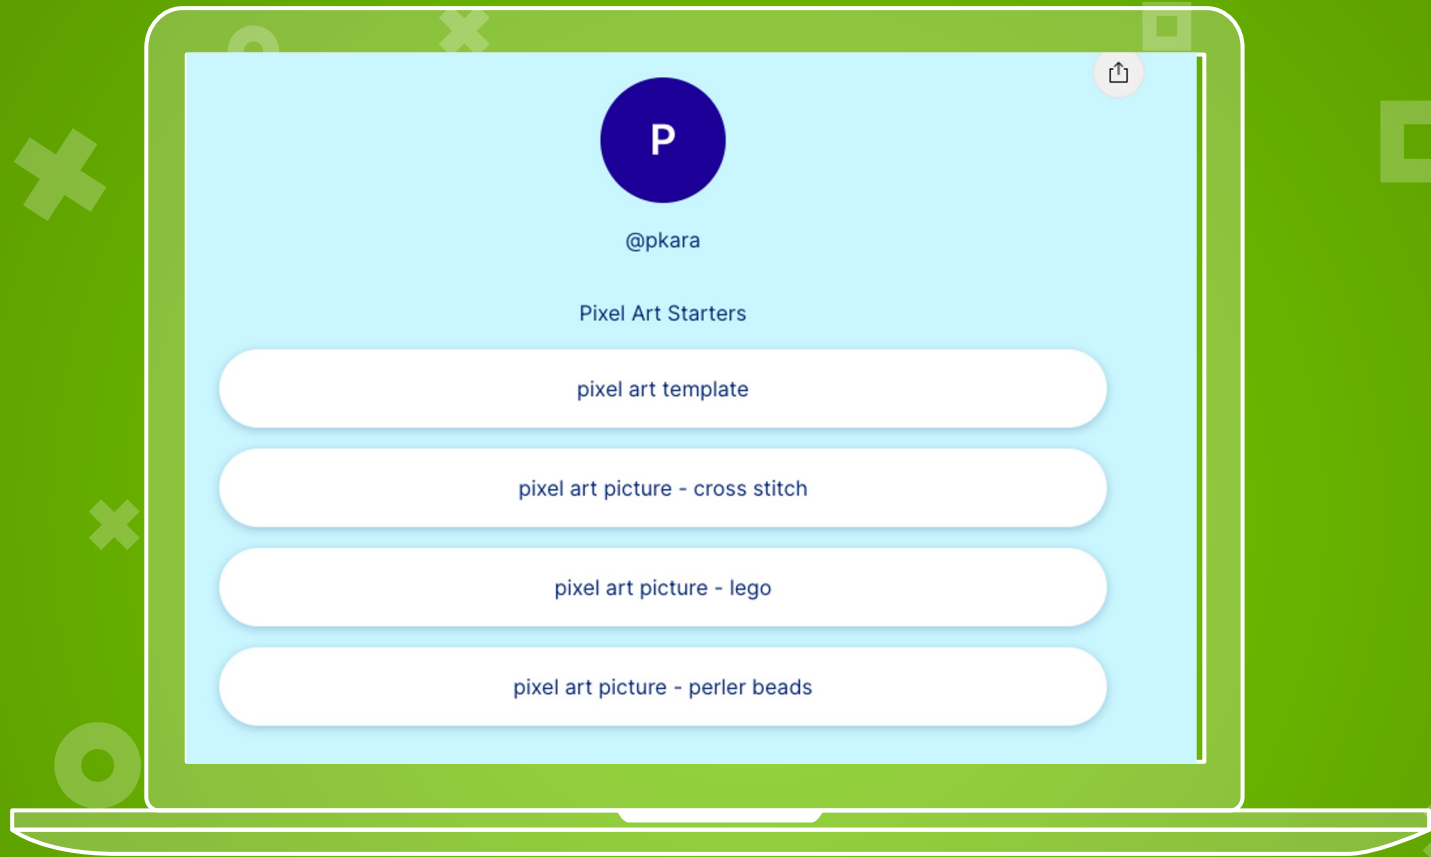 P
@pkara
Pixel Art Starters
pixel art template
pixel art picture - cross stitch
pixel art picture - lego
pixel art picture - perler beads